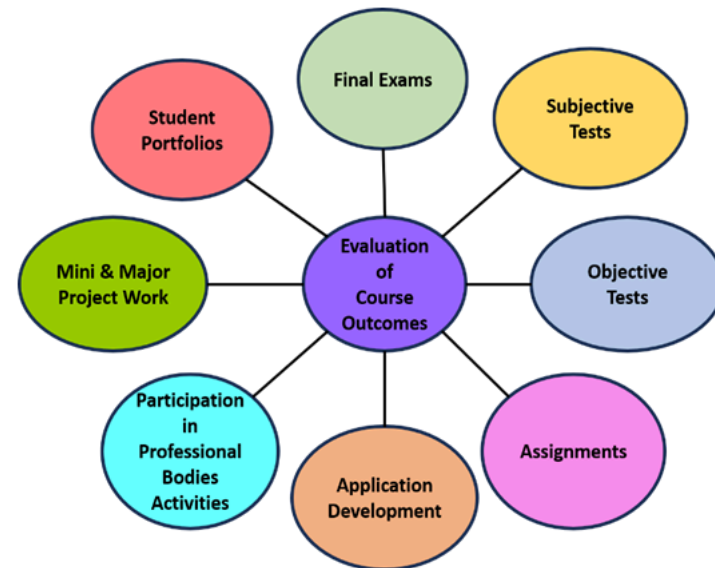 Final Exams
Subjective
Tests
Student
Portfolios
Evaluation
of
Course
Outcomes
Mini & Major
Project Work
Objective
Tests
Participation
in
Professional
Bodies
Activities
Application
Development
Assignments